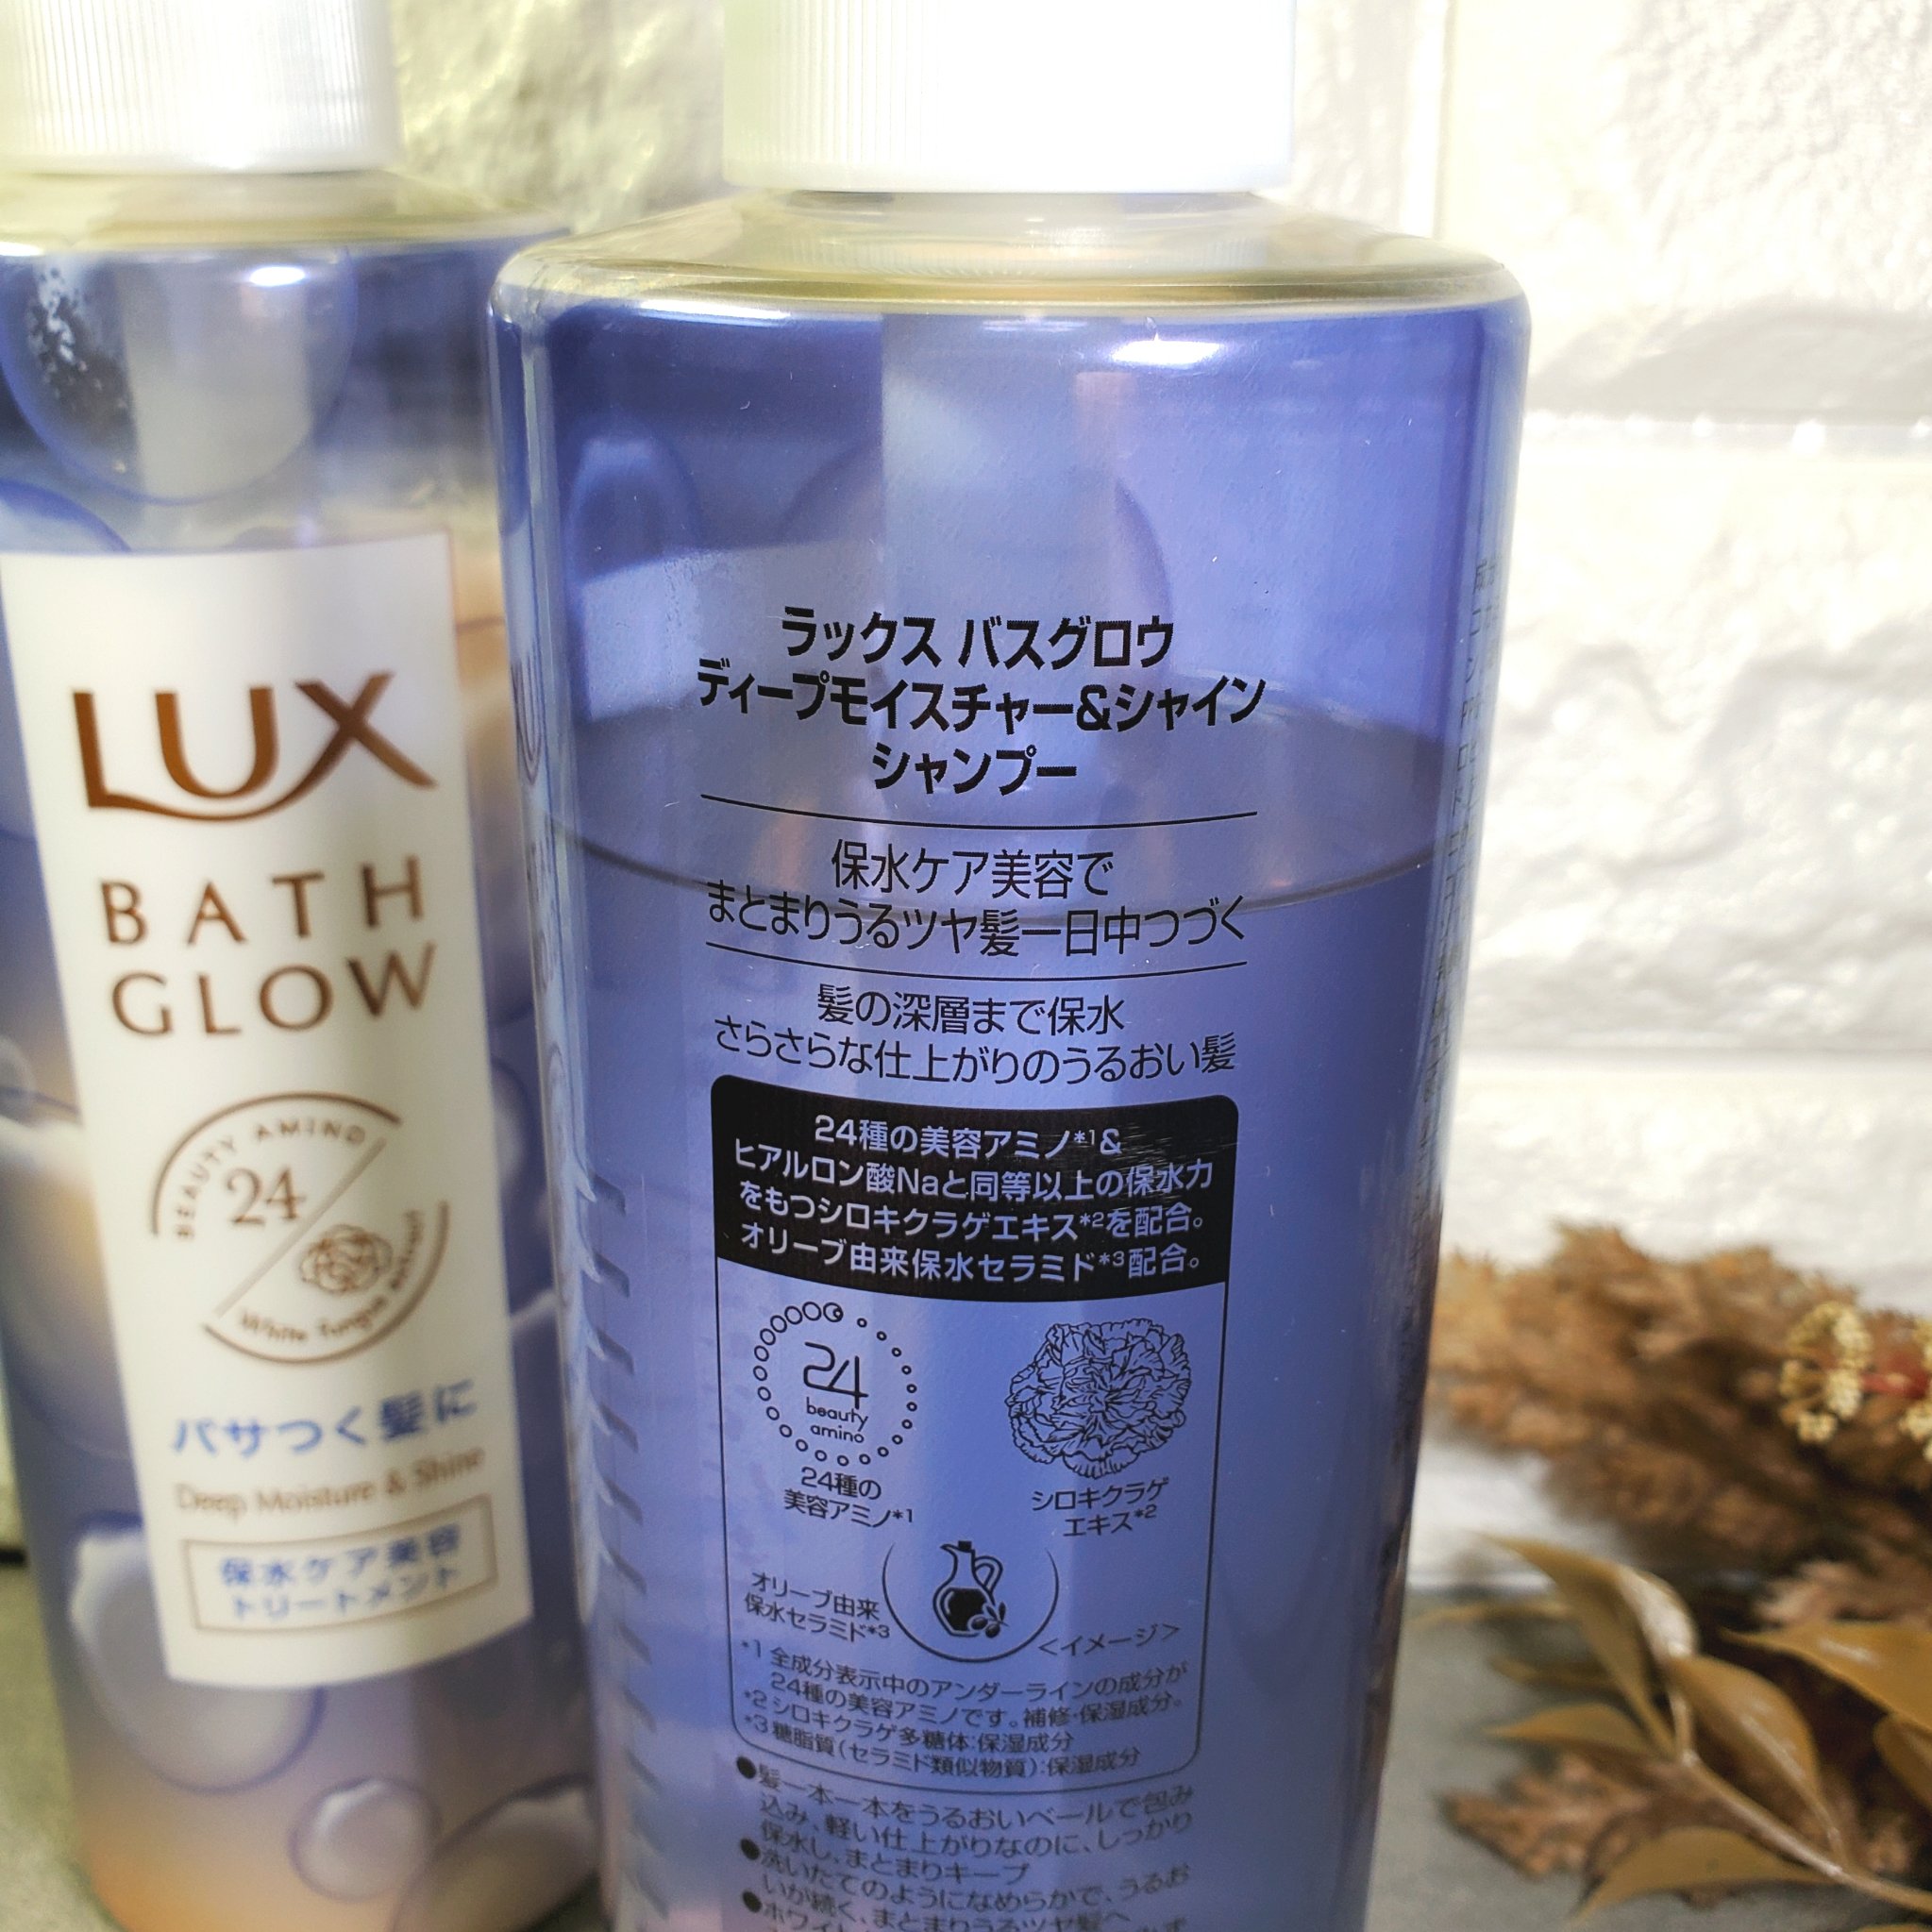 LUX
BATH
GLOW
BEAUTY AMINO
24
White Fungus
パサつく髪に
Deep Moisture & Shine
保水ケア美容
トリートメント
ラックス バスグロウ
ディープモイスチャー&シャイン
シャンプー
保水ケア美容で
まとまりうるツヤ髪一日中つづく
髪の深層まで保水
さらさらな仕上がりのうるおい髪
24種の美容アミノ*1&
ヒアルロン酸Naと同等以上の保水力
をもつシロキクラゲエキス*2を配合。
オリーブ由来保水セラミド*3配合。
24
beauty
amino
24種の
美容アミノ*1
シロキクラゲ
エキス*2
オリーブ由来
保水セラミド*3
<イメージ>
*1 全成分表示中のアンダーラインの成分が
24種の美容アミノです。補修・保湿成分。
*2 シロキクラゲ多糖体:保湿成分
*3 糖脂質(セラミド類似物質):保湿成分
●髪一本一本をうるおいベールで包み
込み、軽い仕上がりなのに、しっかり
保水し、まとまりキープ
●洗いたてのようになめらかで、うるお
いが続く、まとまりうるツヤ髪へ
●ホワイト